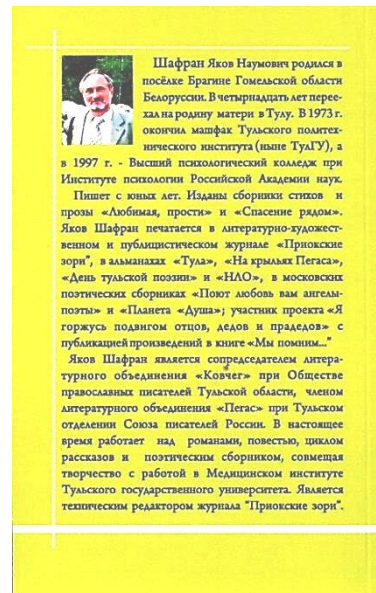 Шафран Яков Наумович родился в
посёлке Брагине Гомельской области
Белоруссии. В четырнадцать лет перее-
хал на родину матери в Тулу. В 1973 г.
окончил машфак Тульского политех-
нического института (ныне ТулГУ), а
в 1997 г. - Высший психологический колледж при
Институте психологии Российской Академии наук.
Пишет с юных лет. Изданы сборники стихов и
прозы «Любимая, прости» и «Спасение рядом».
Яков Шафран печатается в литературно-художест-
венном и публицистическом журнале «Приокские
зори", в альманахах «Тула», «На крыльях Пегаса»,
«День тульской поэзии» и «НЛО», в московских
поэтических сборниках «Поют любовь вам ангелы-
поэты» и «Планета «Душа»; участник проекта «Я
горжусь подвигом отцов, дедов и прадедов» с
публикацией произведений в книге «Мы помним..."
Яков Шафран является сопредседателем литера-
турного объединения «Ковчег» при Обществе
православных писателей Тульской области, членом
литературного объединения «Пегас» при Тульском
отделении Союза писателей России. В настоящее
время работает над романами, повестью, циклом
рассказов и поэтическим сборником, совмещая
творчество с работой в Медицинском институте
Тульского государственного университета. Является
техническим редактором журнала "Приокские зори".